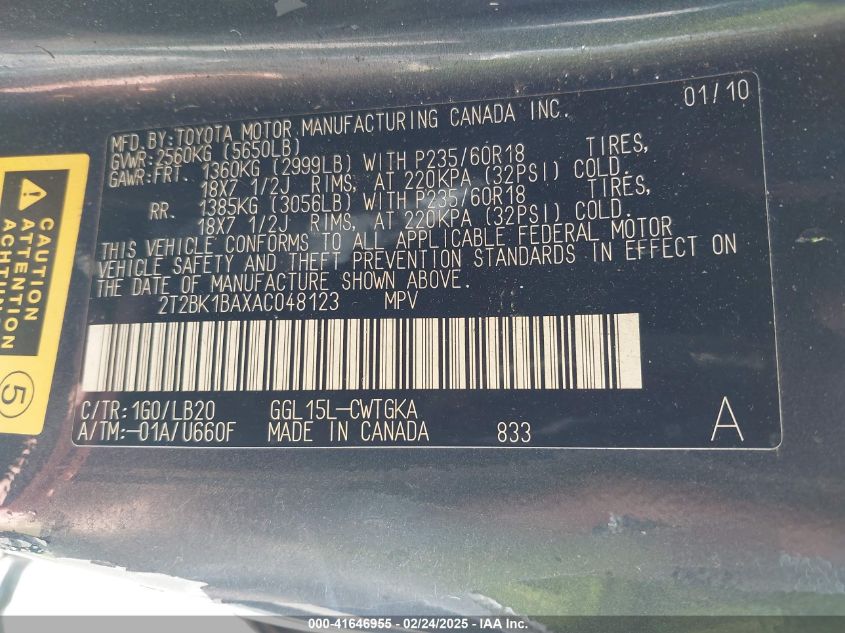 MFD. BY: TOYOTA MOTOR MANUFACTURING CANADA INC. 01/10
GVWR: 2560KG (5650LB)
GAWR: FRT. 1360KG (2999LB) WITH P235/60R18 TIRES,
18X7 1/2J RIMS, AT 220KPA (32PSI) COLD.
RR. 1385KG (3056LB) WITH P235/60R18 TIRES,
18X7 1/2J RIMS, AT 220KPA (32PSI) COLD.
THIS VEHICLE CONFORMS TO ALL APPLICABLE FEDERAL MOTOR
VEHICLE SAFETY AND THEFT PREVENTION STANDARDS IN EFFECT ON
THE DATE OF MANUFACTURE SHOWN ABOVE.
2T2BK1BAXAC048123 MPV
C/TR: 1G0/LB20 GGL15L-CWTGKA
A/TM: -01A/U660F MADE IN CANADA 833 A
CAUTION
ATTENTION
ACHTUNG
5
000-41646955 - 02/24/2025 - IAA Inc.